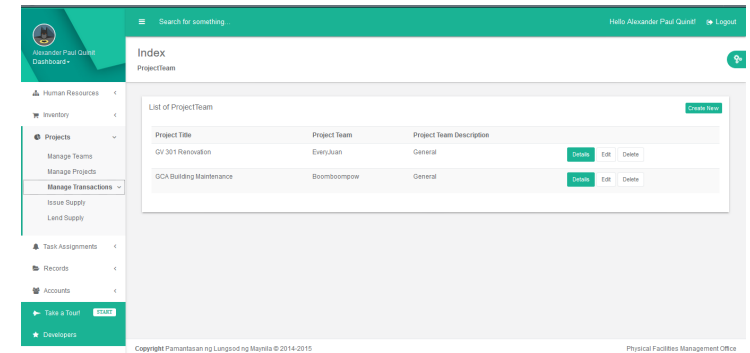 Search for something...
Hello Alexander Paul Quinit!
Logout
Alexander Paul Quinit
Dashboard
Index
ProjectTeam
Human Resources
Inventory
Projects
Manage Teams
Manage Projects
Manage Transactions
Issue Supply
Lend Supply
Task Assignments
Records
Accounts
Take a Tour! START
Developers
List of ProjectTeam
Create New
Project Title Project Team Project Team Description
GV 301 Renovation EveryJuan General Details Edit Delete
GCA Building Maintenance Boomboompow General Details Edit Delete
Copyright Pamantasan ng Lungsod ng Maynila © 2014-2015
Physical Facilities Management Office